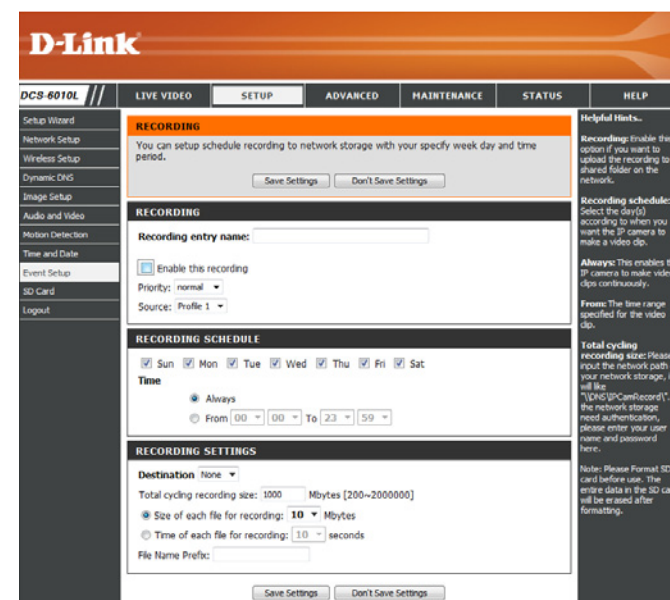 D-Link
DCS-6010L
LIVE VIDEO
SETUP
ADVANCED
MAINTENANCE
STATUS
HELP
Setup Wizard
Network Setup
Wireless Setup
Dynamic DNS
Image Setup
Audio and Video
Motion Detection
Time and Date
Event Setup
SD Card
Logout
RECORDING
You can setup schedule recording to network storage with your specify week day and time
period.
Save Settings
Don't Save Settings
RECORDING
Recording entry name:
Enable this recording
Priority: normal
Source: Profile 1
RECORDING SCHEDULE
Sun Mon Tue Wed Thu Fri Sat
Time
Always
From 00 00 To 23 59
RECORDING SETTINGS
Destination None
Total cycling recording size: 1000 Mbytes [200~2000000]
Size of each file for recording: 10 Mbytes
Time of each file for recording: 10 seconds
File Name Prefix:
Save Settings
Don't Save Settings
Helpful Hints..
Recording: Enable this
option if you want to
upload the recording to
shared folder on the
network.
Recording schedule:
Select the day(s)
according to when you
want the IP camera to
make a video clip.
Always: This enables
IP camera to make
clips continuously.
From: The time range
specified for the video
clip.
Total cycling
recording size: Please
input the network path
your network storage,
will like
"\\DNS\IPCamRecord\".
the network storage
need authentication,
please enter your user
name and password
here.
Note: Please Format SD
card before use. The
entire data in the SD
will be erased after
formatting.